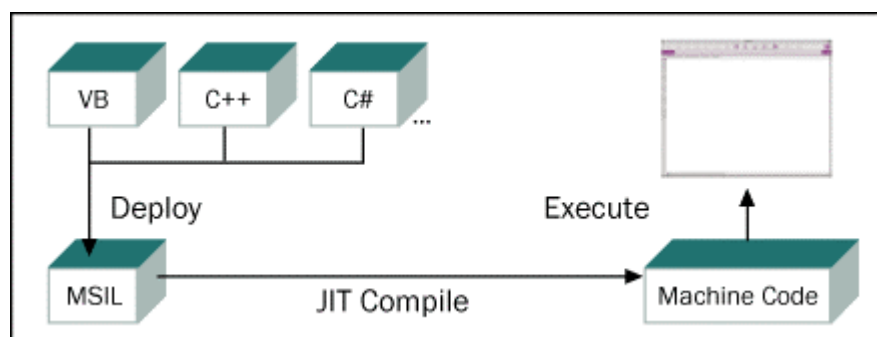 VB
C++
C#
...
Deploy
Execute
MSIL
JIT Compile
Machine Code